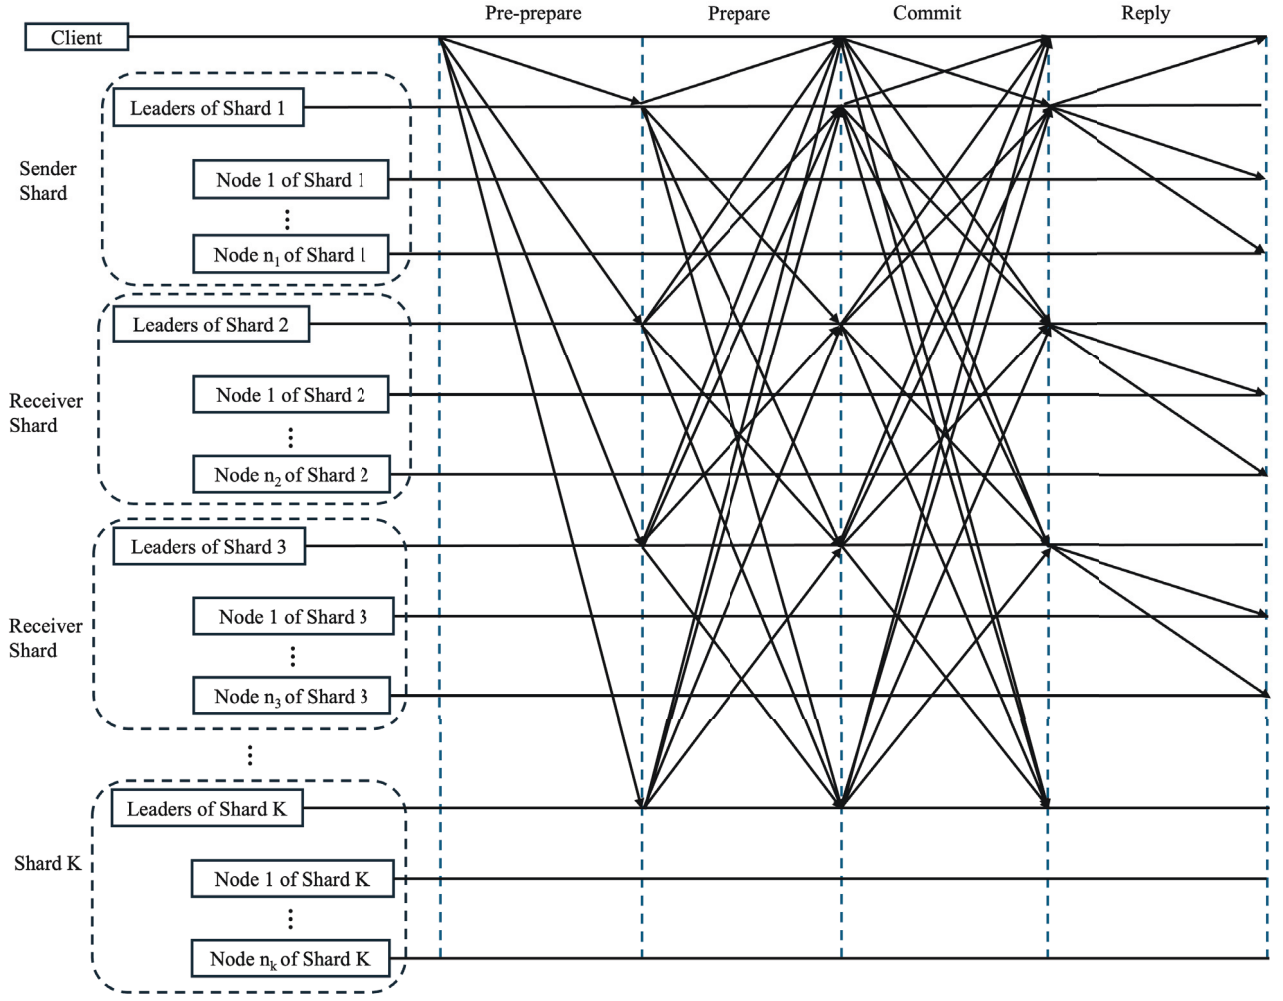 Pre-prepare Prepare Commit Reply
Client
Leaders of Shard 1
Sender
Shard
Node 1 of Shard 1
Node n₁ of Shard 1
Leaders of Shard 2
Receiver
Shard
Node 1 of Shard 2
Node n₂ of Shard 2
Leaders of Shard 3
Receiver
Shard
Node 1 of Shard 3
Node n₃ of Shard 3
Leaders of Shard K
Shard K
Node 1 of Shard K
Node nₖ of Shard K